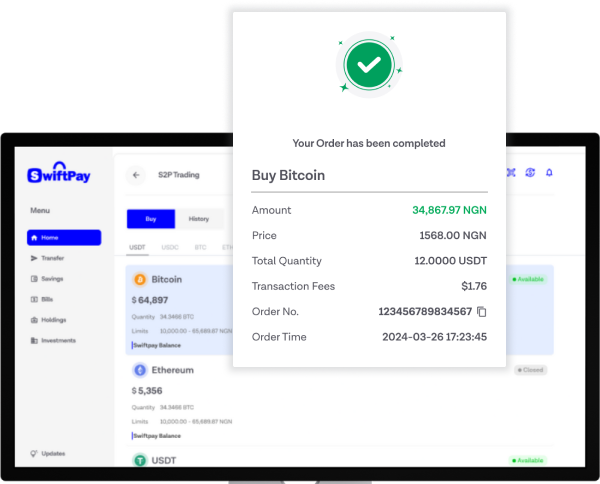 Your Order has been completed
Buy Bitcoin
Amount 34,867.97 NGN
Price 1568.00 NGN
Total Quantity 12.0000 USDT
Transaction Fees $1.76
Order No. 123456789834567
Order Time 2024-03-26 17:23:45
SwiftPay
Menu
Home
Transfer
Savings
Bills
Holdings
Investments
Updates
S2P Trading
Buy History
USDT USDC BTC ETH
Bitcoin
Available
$ 64,897
Quantity 34.3466 BTC
Limits 10,000.00 - 65,689.87 NGN
Swiftpay Balance
Ethereum
Closed
$ 5,356
Quantity 34.3466 BTC
Limits 10,000.00 - 65,689.87 NGN
Swiftpay Balance
USDT
Available